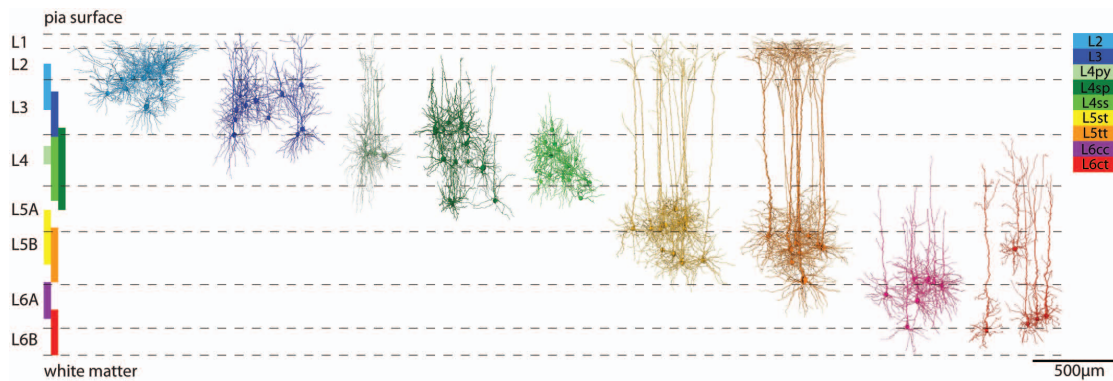 pia surface
L1
L2
L3
L4
L5A
L5B
L6A
L6B
white matter
L2
L3
L4py
L4sp
L4ss
L5st
L5tt
L6cc
L6ct
500μm